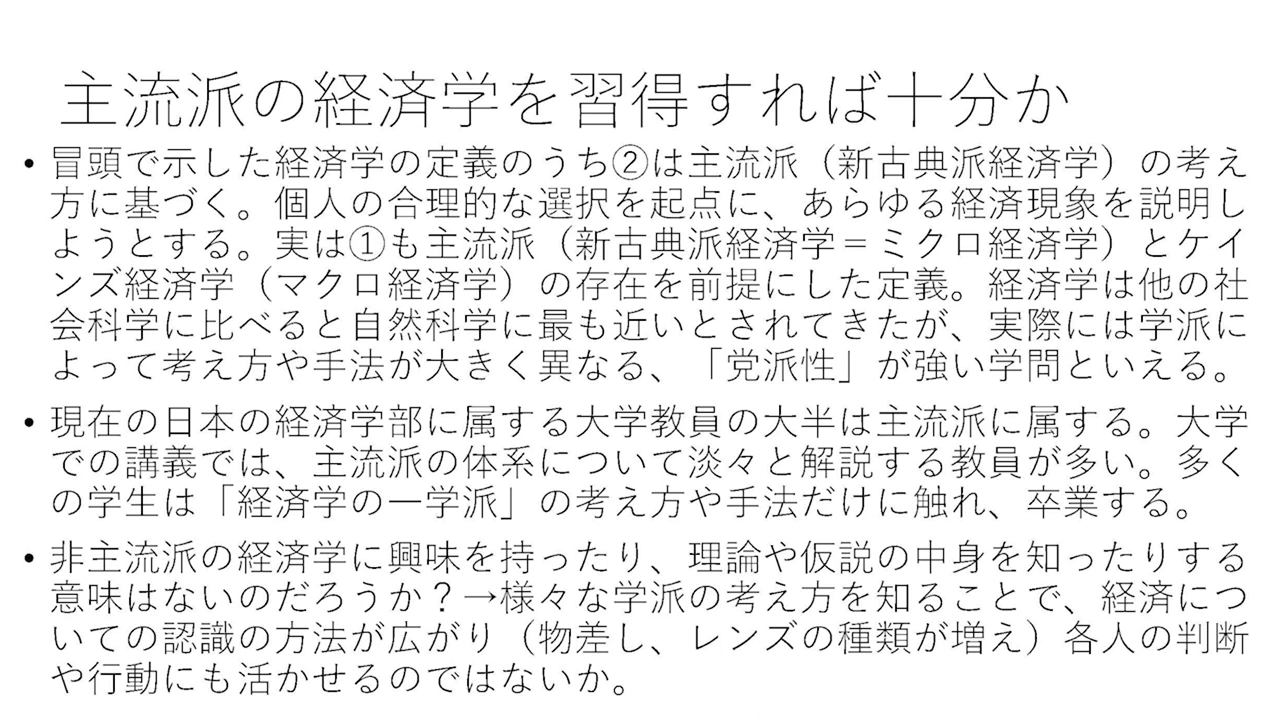 主流派の経済学を習得すれば十分か
• 冒頭で示した経済学の定義のうち②は主流派（新古典派経済学）の考え
方に基づく。個人の合理的な選択を起点に、あらゆる経済現象を説明し
ようとする。実は①も主流派（新古典派経済学＝ミクロ経済学）とケイ
ンズ経済学（マクロ経済学）の存在を前提にした定義。経済学は他の社
会科学に比べると自然科学に最も近いとされてきたが、実際には学派に
よって考え方や手法が大きく異なる、「党派性」が強い学問といえる。
• 現在の日本の経済学部に属する大学教員の大半は主流派に属する。大学
での講義では、主流派の体系について淡々と解説する教員が多い。多く
の学生は「経済学の一学派」の考え方や手法だけに触れ、卒業する。
• 非主流派の経済学に興味を持ったり、理論や仮説の中身を知ったりする
意味はないのだろうか？→様々な学派の考え方を知ることで、経済につ
いての認識の方法が広がり（物差し、レンズの種類が増え）各人の判断
や行動にも活かせるのではないか。